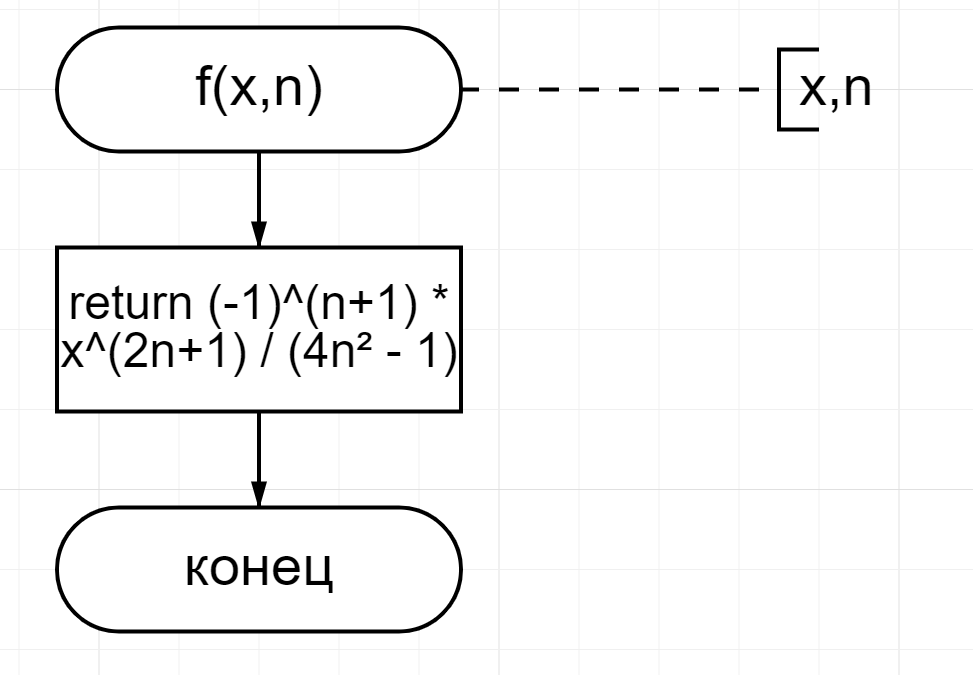 f(x,n)
x,n
return (-1)^(n+1) *
x^(2n+1) / (4n² - 1)
конец